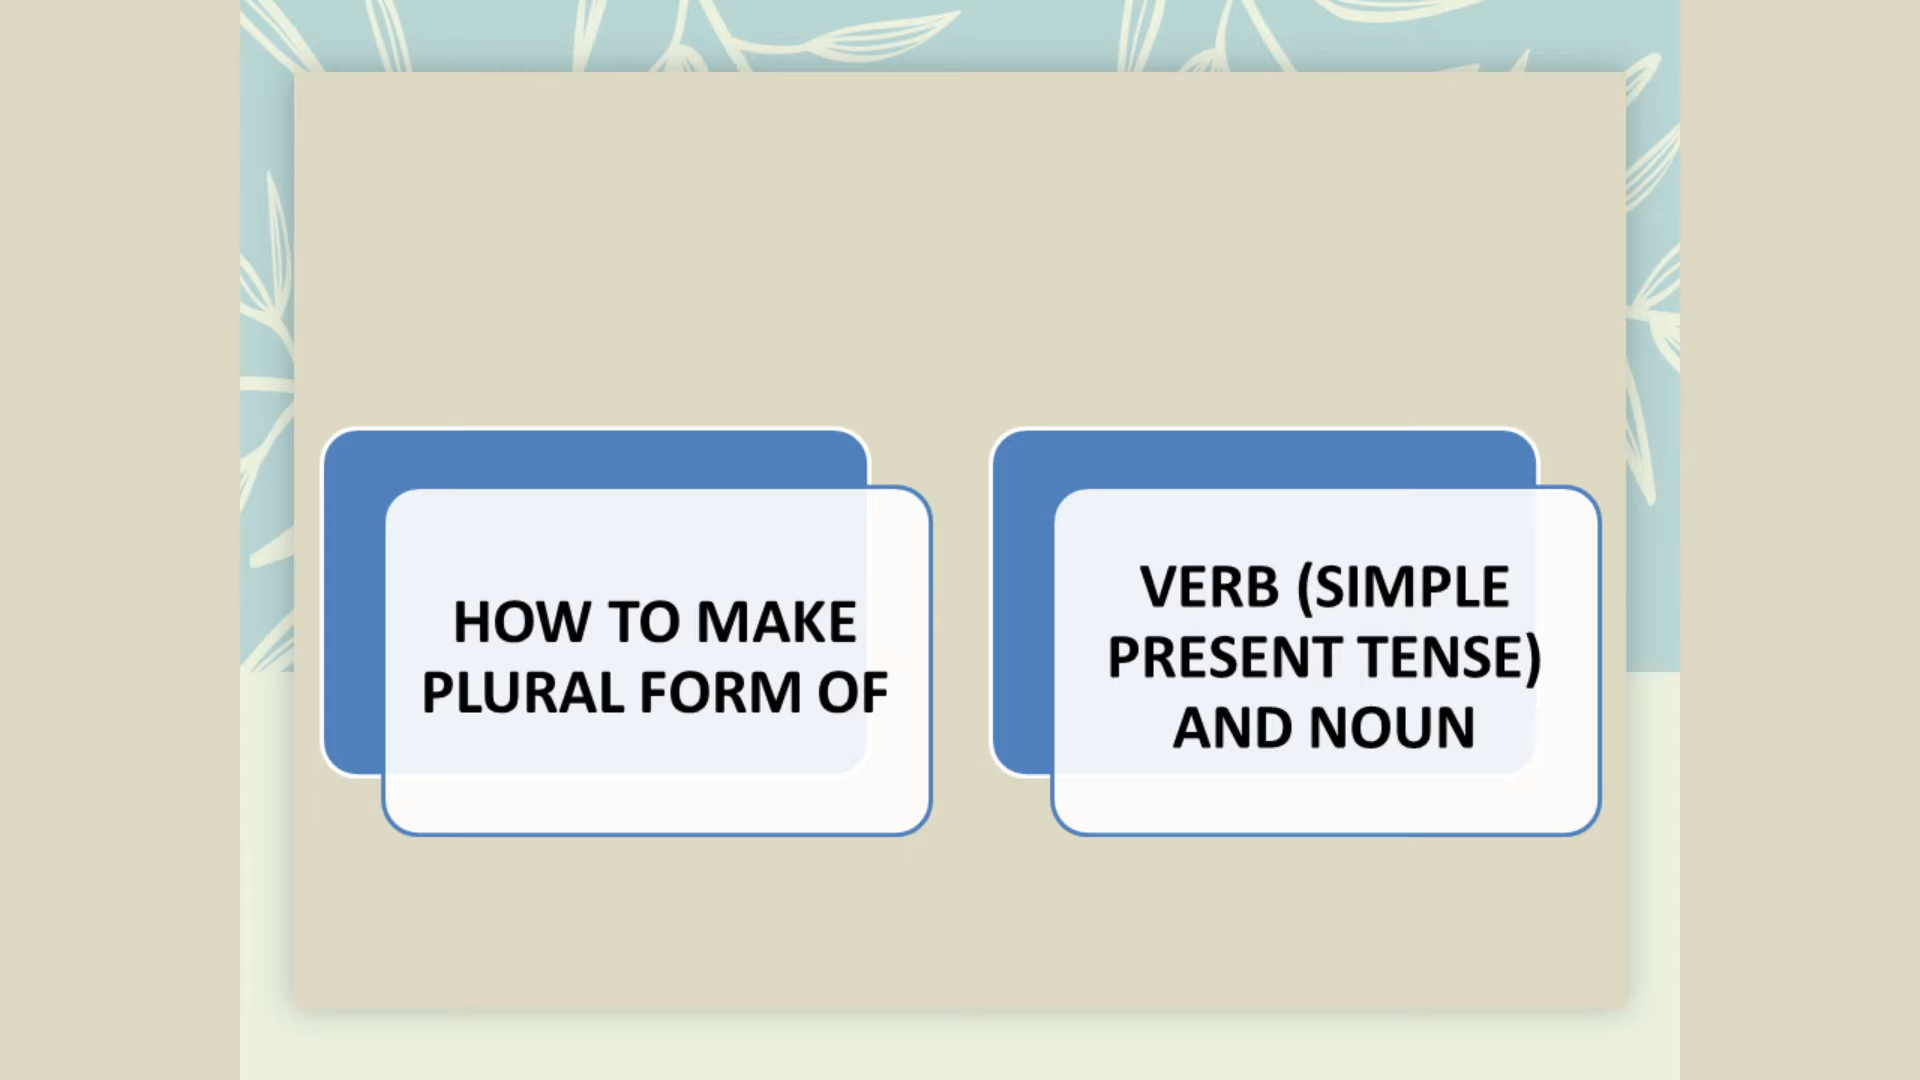 HOW TO MAKE
PLURAL FORM OF
VERB (SIMPLE
PRESENT TENSE)
AND NOUN